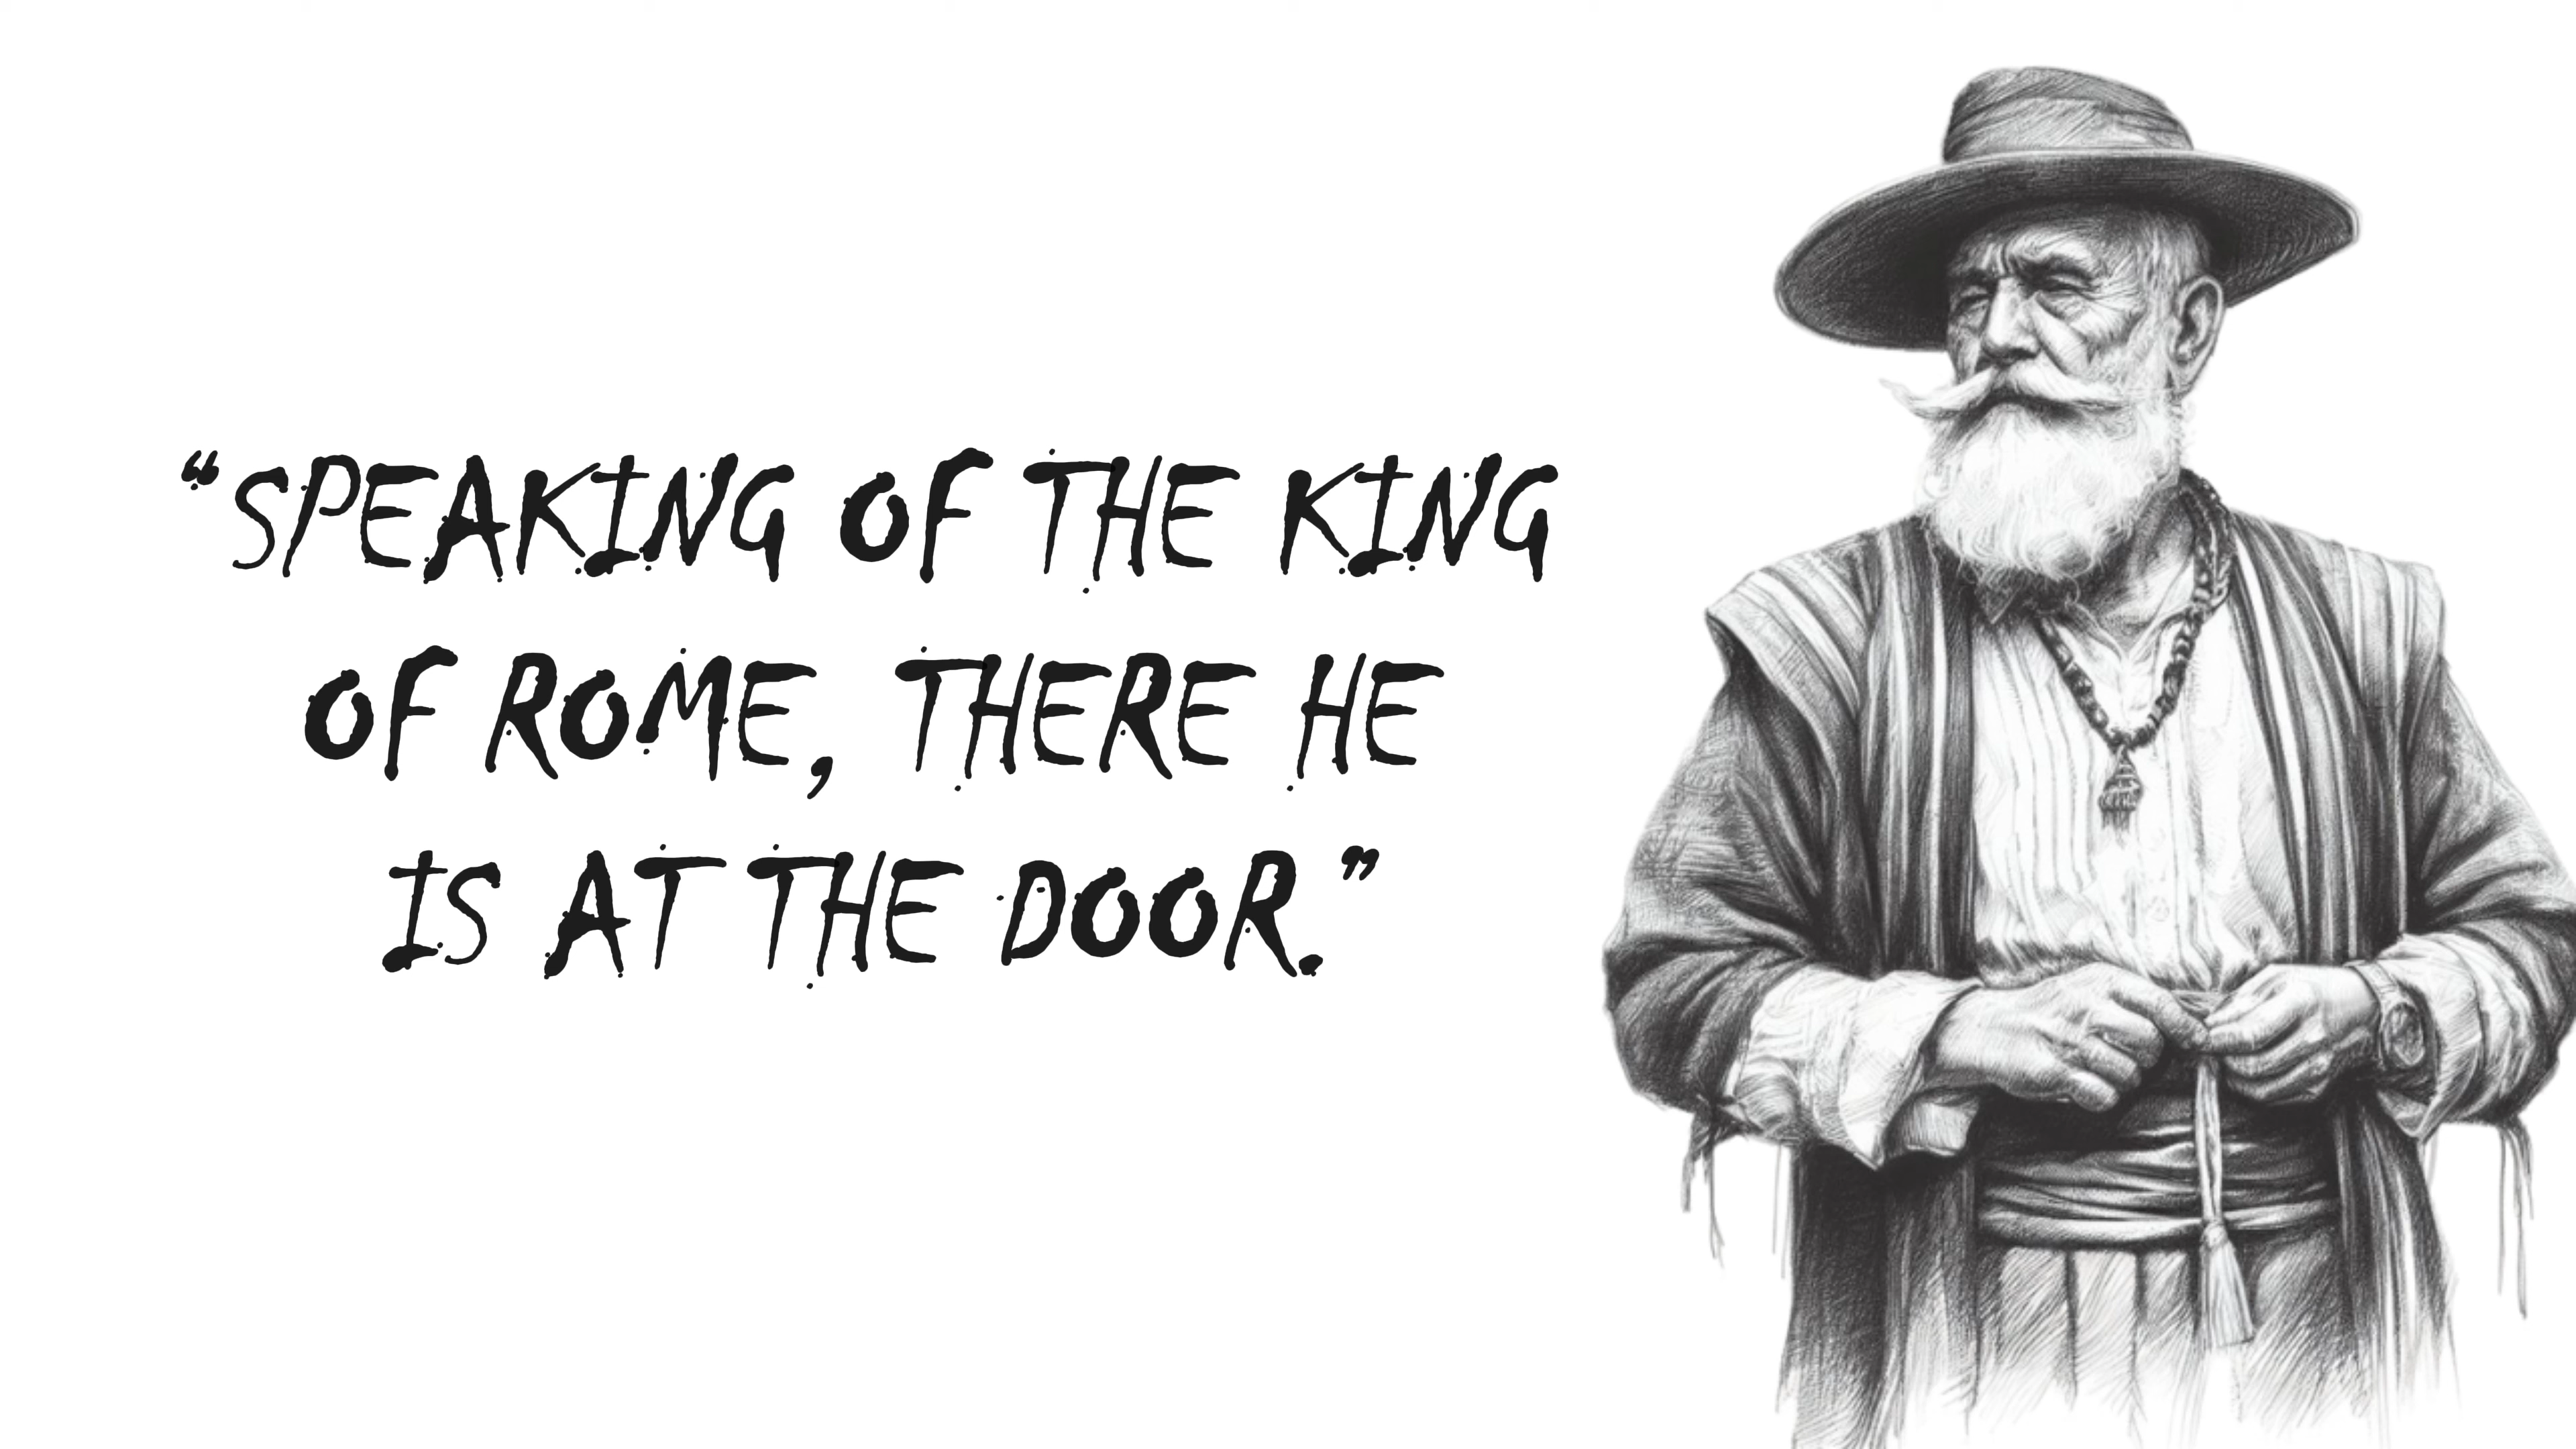 “SPEAKING OF THE KING
OF ROME, THERE HE
IS AT THE DOOR.”